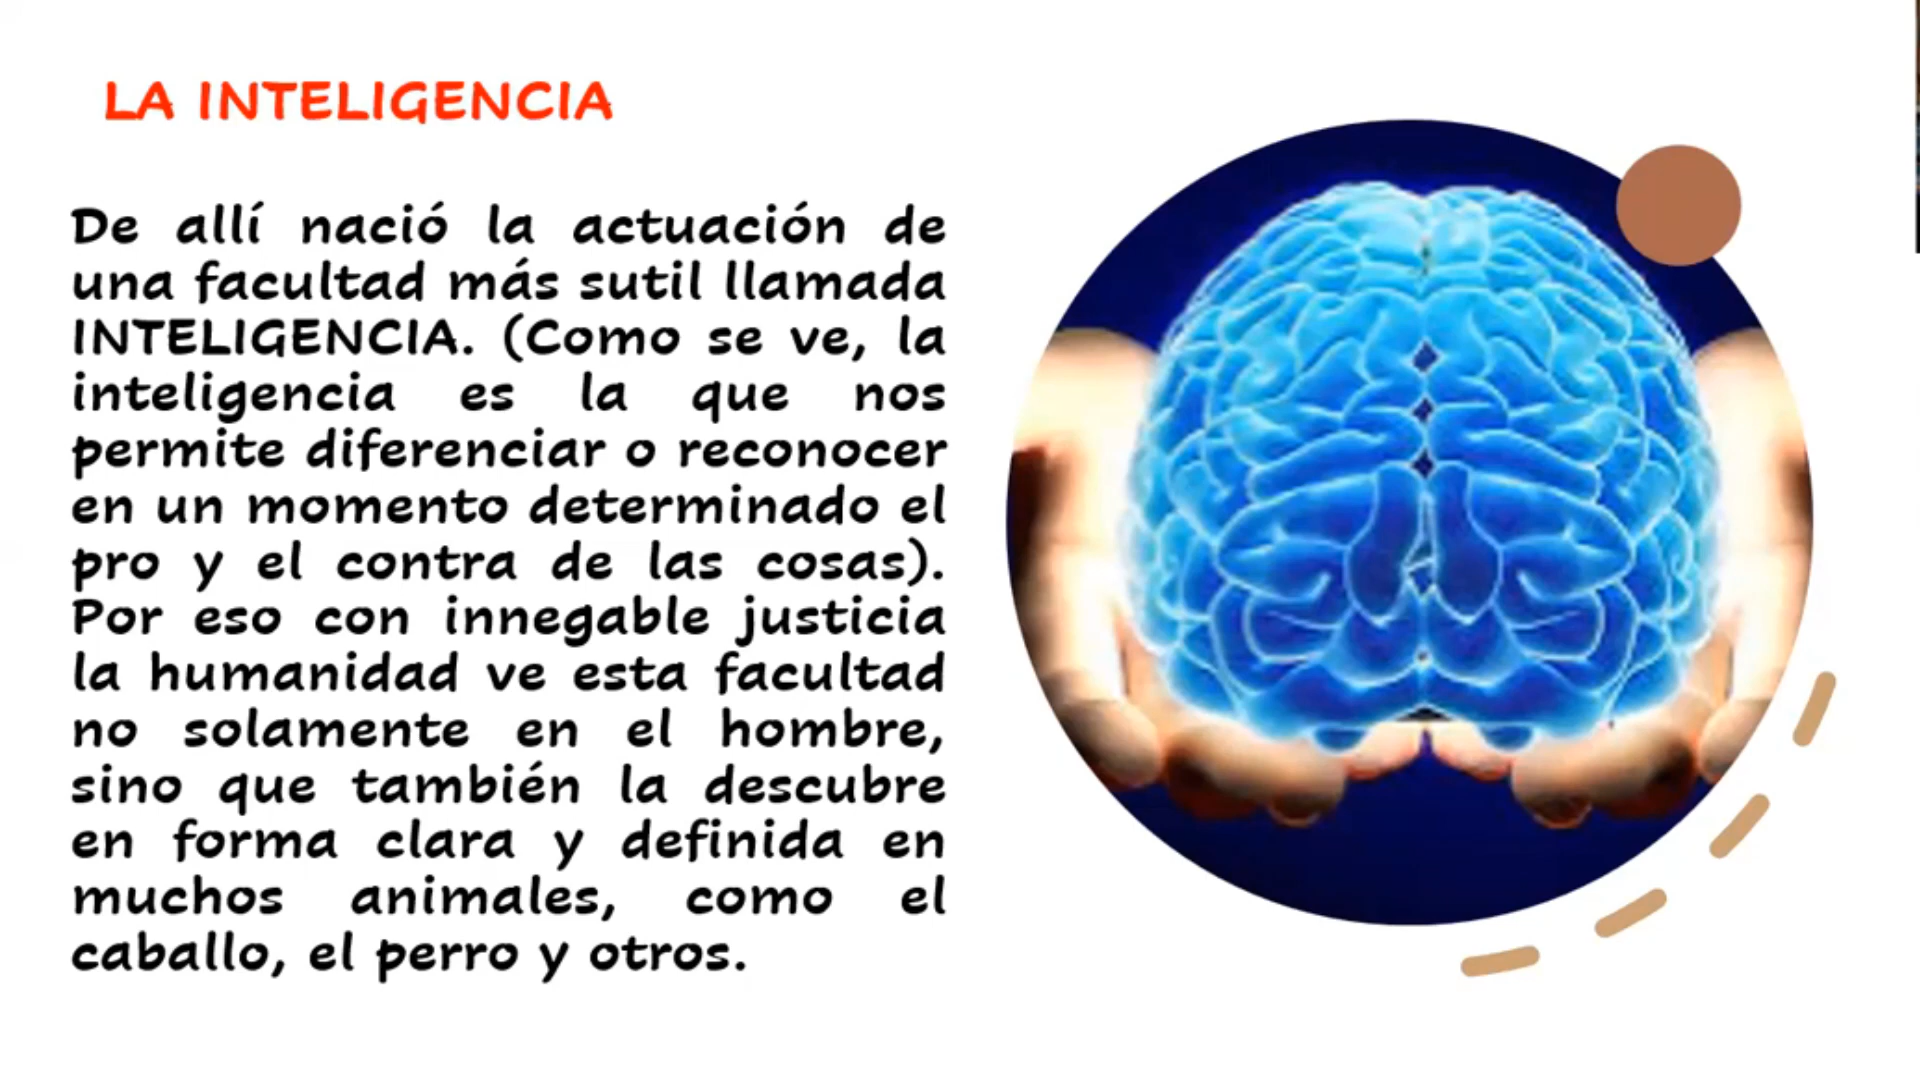 LA INTELIGENCIA
De allí nació la actuación de
una facultad más sutil llamada
INTELIGENCIA. (Como se ve, la
inteligencia es la que nos
permite diferenciar o reconocer
en un momento determinado el
pro y el contra de las cosas).
Por eso con innegable justicia
la humanidad ve esta facultad
no solamente en el hombre,
sino que también la descubre
en forma clara y definida en
muchos animales, como el
caballo, el perro y otros.